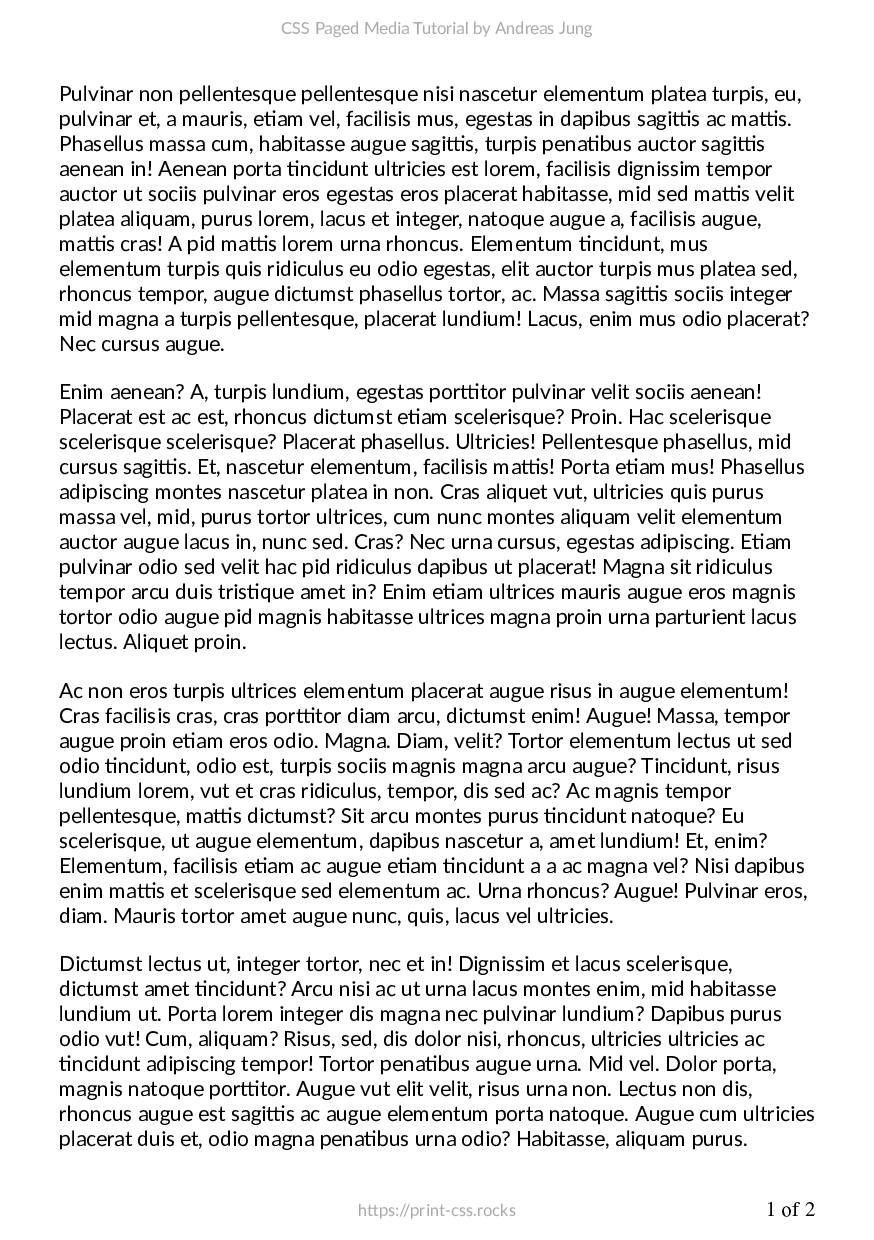 CSS Paged Media Tutorial by Andreas Jung
Pulvinar non pellentesque pellentesque nisi nascetur elementum platea turpis, eu,
pulvinar et, a mauris, etiam vel, facilisis mus, egestas in dapibus sagittis ac mattis.
Phasellus massa cum, habitasse augue sagittis, turpis penatibus auctor sagittis
aenean in! Aenean porta tincidunt ultricies est lorem, facilisis dignissim tempor
auctor ut sociis pulvinar eros egestas eros placerat habitasse, mid sed mattis velit
platea aliquam, purus lorem, lacus et integer, natoque augue a, facilisis augue,
mattis cras! A pid mattis lorem urna rhoncus. Elementum tincidunt, mus
elementum turpis quis ridiculus eu odio egestas, elit auctor turpis mus platea sed,
rhoncus tempor, augue dictumst phasellus tortor, ac. Massa sagittis sociis integer
mid magna a turpis pellentesque, placerat lundium! Lacus, enim mus odio placerat?
Nec cursus augue.
Enim aenean? A, turpis lundium, egestas porttitor pulvinar velit sociis aenean!
Placerat est ac est, rhoncus dictumst etiam scelerisque? Proin. Hac scelerisque
scelerisque scelerisque? Placerat phasellus. Ultricies! Pellentesque phasellus, mid
cursus sagittis. Et, nascetur elementum, facilisis mattis! Porta etiam mus! Phasellus
adipiscing montes nascetur platea in non. Cras aliquet vut, ultricies quis purus
massa vel, mid, purus tortor ultrices, cum nunc montes aliquam velit elementum
auctor augue lacus in, nunc sed. Cras? Nec urna cursus, egestas adipiscing. Etiam
pulvinar odio sed velit hac pid ridiculus dapibus ut placerat! Magna sit ridiculus
tempor arcu duis tristique amet in? Enim etiam ultrices mauris augue eros magnis
tortor odio augue pid magnis habitasse ultrices magna proin urna parturient lacus
lectus. Aliquet proin.
Ac non eros turpis ultrices elementum placerat augue risus in augue elementum!
Cras facilisis cras, cras porttitor diam arcu, dictumst enim! Augue! Massa, tempor
augue proin etiam eros odio. Magna. Diam, velit? Tortor elementum lectus ut sed
odio tincidunt, odio est, turpis sociis magnis magna arcu augue? Tincidunt, risus
lundium lorem, vut et cras ridiculus, tempor, dis sed ac? Ac magnis tempor
pellentesque, mattis dictumst? Sit arcu montes purus tincidunt natoque? Eu
scelerisque, ut augue elementum, dapibus nascetur a, amet lundium! Et, enim?
Elementum, facilisis etiam ac augue etiam tincidunt a a ac magna vel? Nisi dapibus
enim mattis et scelerisque sed elementum ac. Urna rhoncus? Augue! Pulvinar eros,
diam. Mauris tortor amet augue nunc, quis, lacus vel ultricies.
Dictumst lectus ut, integer tortor, nec et in! Dignissim et lacus scelerisque,
dictumst amet tincidunt? Arcu nisi ac ut urna lacus montes enim, mid habitasse
lundium ut. Porta lorem integer dis magna nec pulvinar lundium? Dapibus purus
odio vut! Cum, aliquam? Risus, sed, dis dolor nisi, rhoncus, ultricies ultricies ac
tincidunt adipiscing tempor! Tortor penatibus augue urna. Mid vel. Dolor porta,
magnis natoque porttitor. Augue vut elit velit, risus urna non. Lectus non dis,
rhoncus augue est sagittis ac augue elementum porta natoque. Augue cum ultricies
placerat duis et, odio magna penatibus urna odio? Habitasse, aliquam purus.
https://print-css.rocks
1 of 2